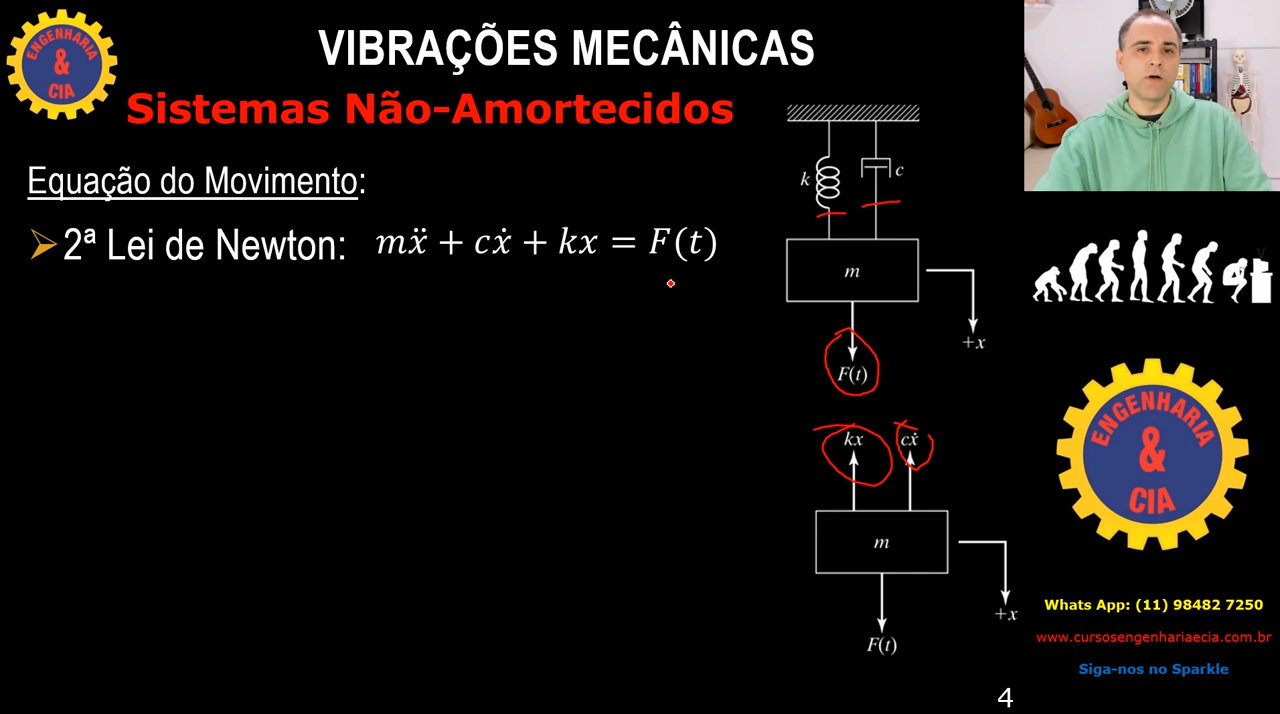 ENGENHARIA
&
CIA
VIBRAÇÕES MECÂNICAS
Sistemas Não-Amortecidos
Equação do Movimento:
➢ 2ª Lei de Newton: mẍ + cẋ + kx = F(t)
k
c
m
+x
F(t)
kx
cẋ
m
+x
F(t)
ENGENHARIA
&
CIA
Whats App: (11) 98482 7250
www.cursosengenhariaecia.com.br
Siga-nos no Sparkle
4